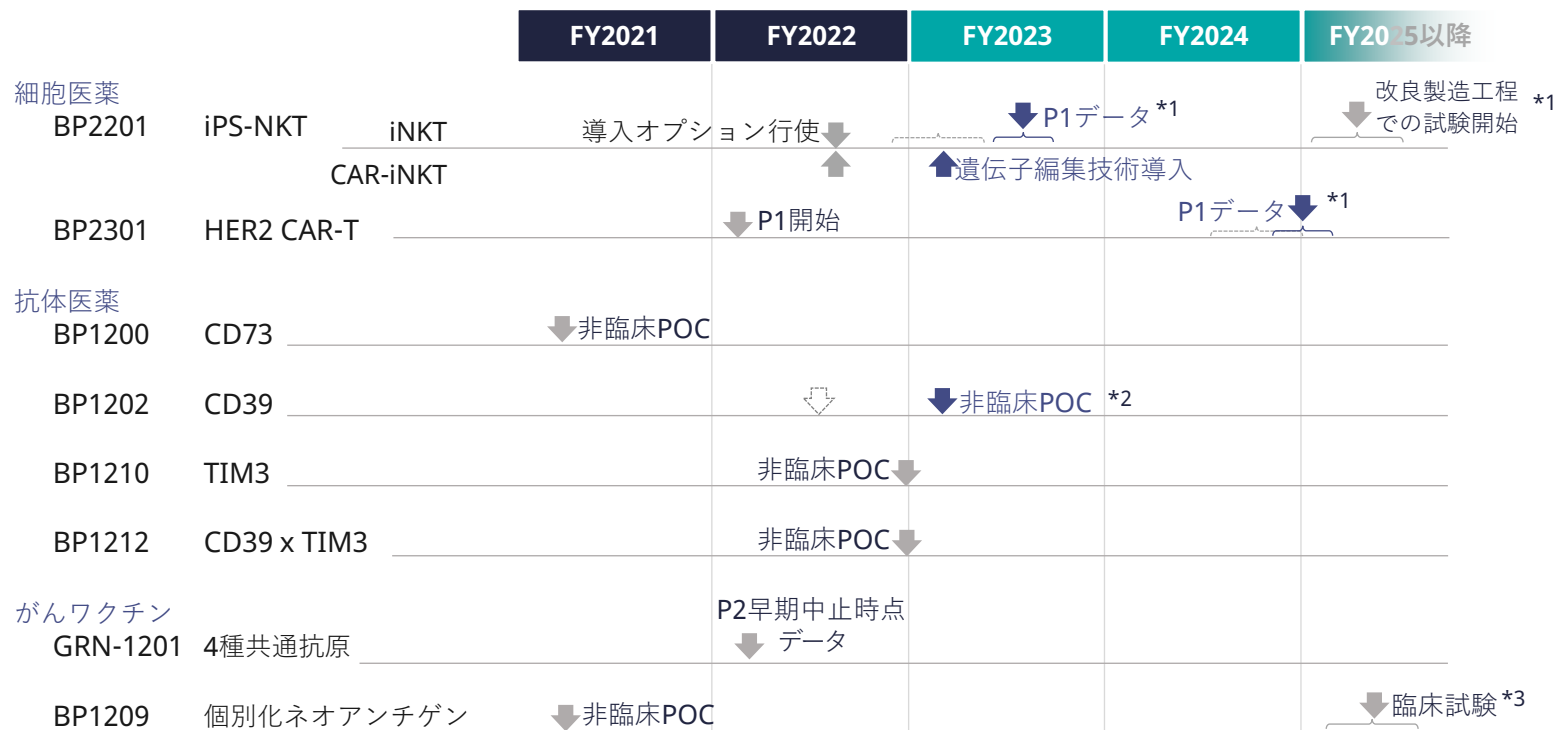 FY2021 FY2022 FY2023 FY2024 FY2025以降
細胞医薬
BP2201 iPS-NKT iNKT 導入オプション行使 P1データ *1 改良製造工程 *1
での試験開始
CAR-iNKT 遺伝子編集技術導入
BP2301 HER2 CAR-T P1開始 P1データ *1
抗体医薬
BP1200 CD73 非臨床POC
BP1202 CD39 非臨床POC *2
BP1210 TIM3 非臨床POC
BP1212 CD39 x TIM3 非臨床POC
がんワクチン
P2早期中止時点
GRN-1201 4種共通抗原 データ
BP1209 個別化ネオアンチゲン 非臨床POC 臨床試験 *3